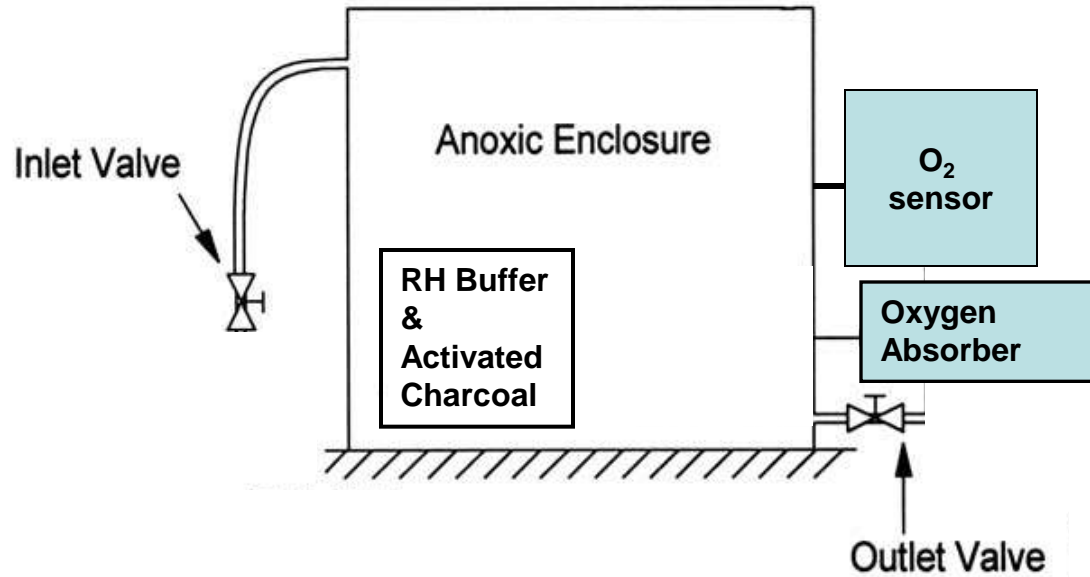 Anoxic Enclosure
Inlet Valve
O₂
sensor
RH Buffer
&
Activated
Charcoal
Oxygen
Absorber
Outlet Valve